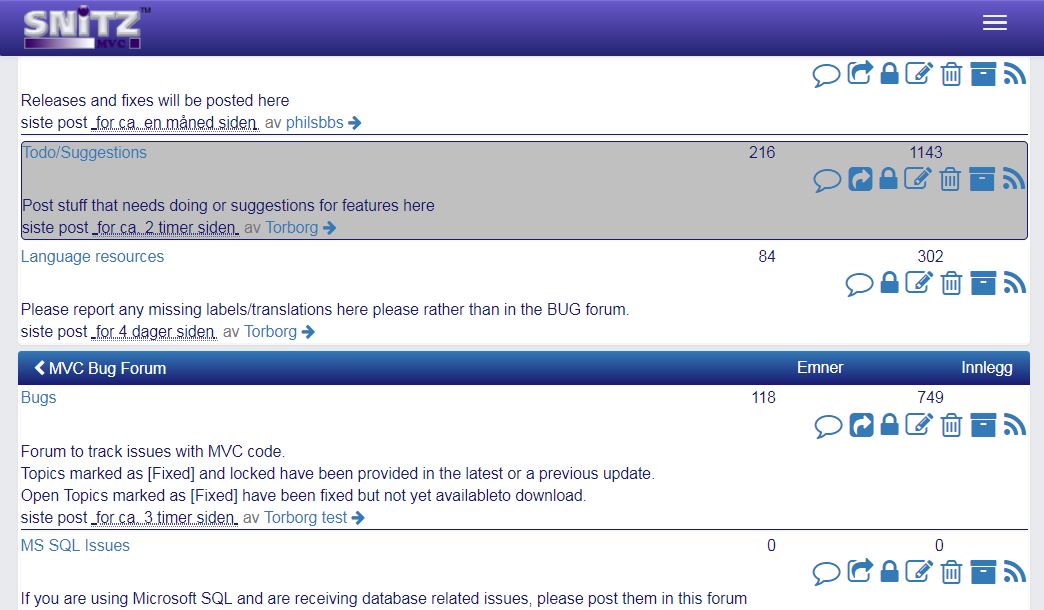 SNiTZ™
MVC
Releases and fixes will be posted here
siste post for ca. en måned siden av philsbbs
Todo/Suggestions 216 1143
Post stuff that needs doing or suggestions for features here
siste post for ca. 2 timer siden av Torborg
Language resources 84 302
Please report any missing labels/translations here please rather than in the BUG forum.
siste post for 4 dager siden av Torborg
MVC Bug Forum Emner Innlegg
Bugs 118 749
Forum to track issues with MVC code.
Topics marked as [Fixed] and locked have been provided in the latest or a previous update.
Open Topics marked as [Fixed] have been fixed but not yet availableto download.
siste post for ca. 3 timer siden av Torborg test
MS SQL Issues 0 0
If you are using Microsoft SQL and are receiving database related issues, please post them in this forum